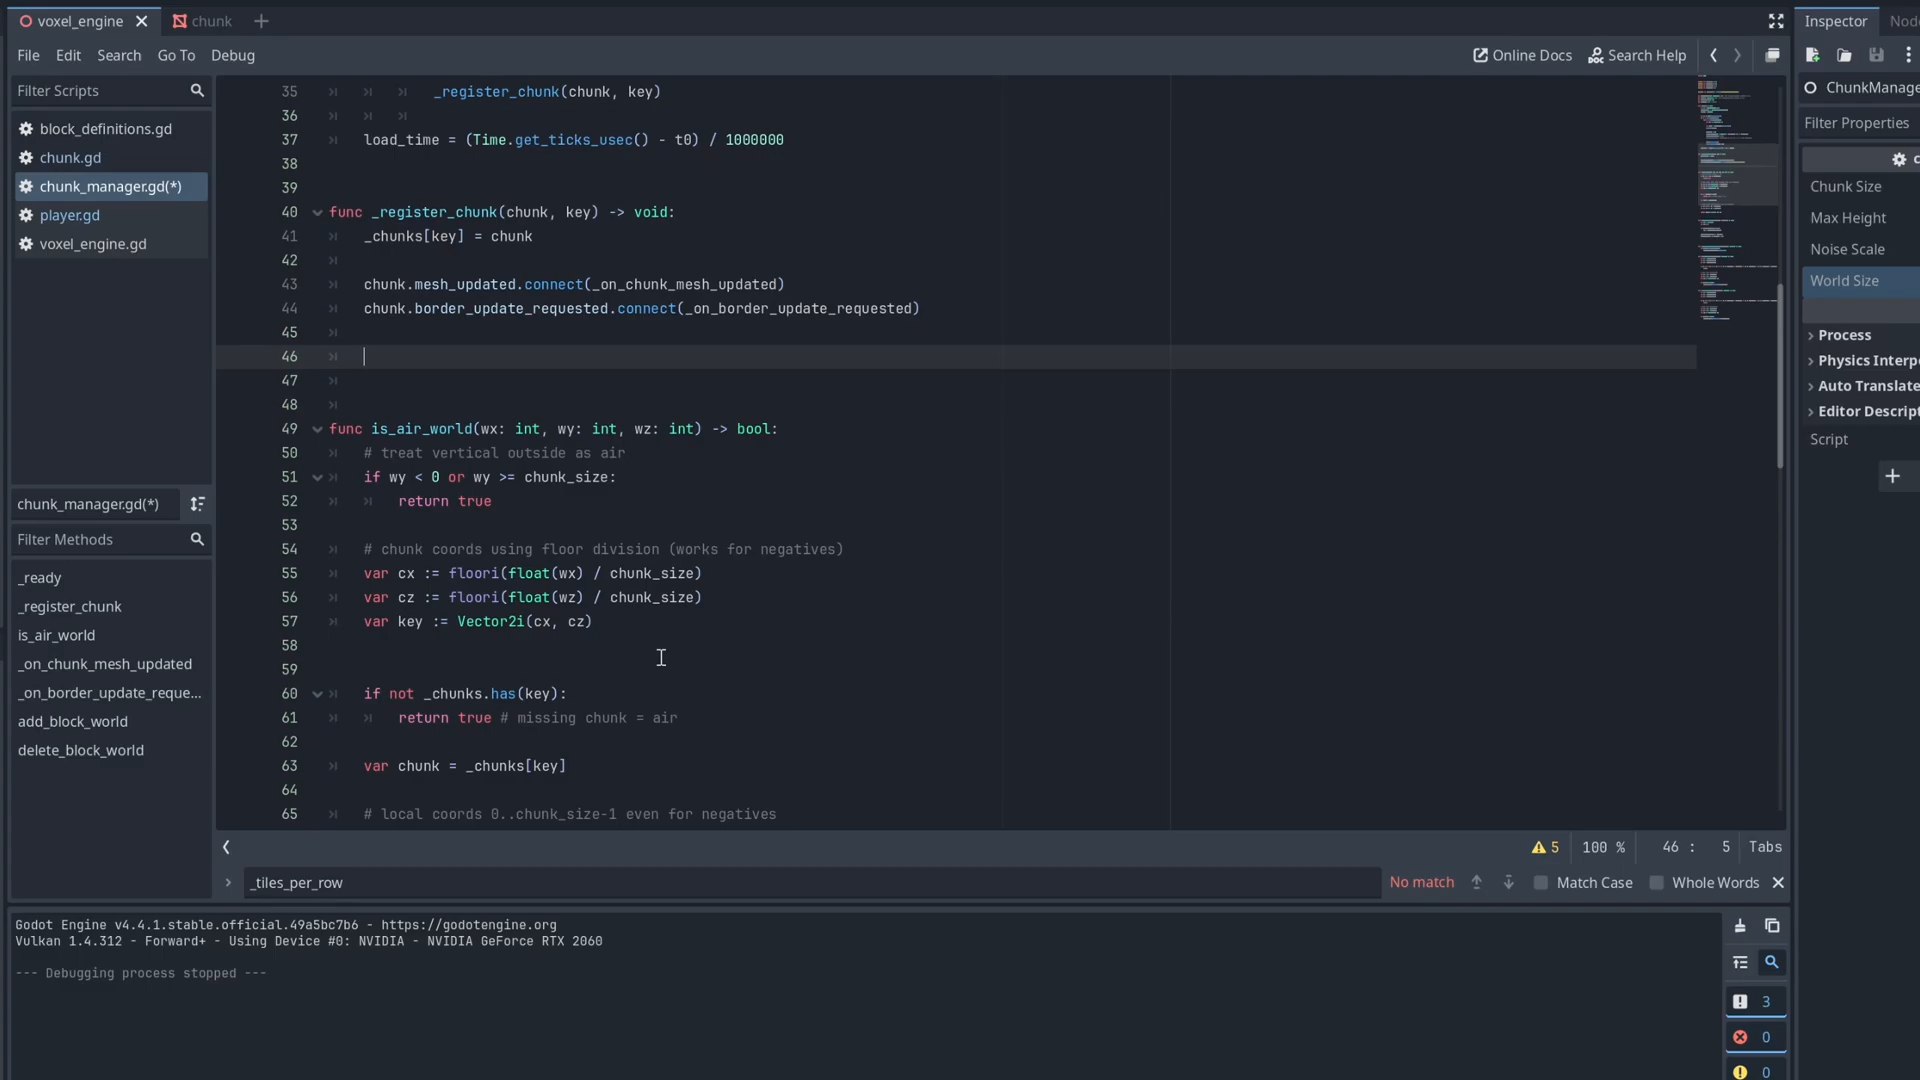 voxel_engine
chunk
File Edit Search Go To Debug
Online Docs Search Help
Filter Scripts
block_definitions.gd
chunk.gd
chunk_manager.gd(*)
player.gd
voxel_engine.gd
chunk_manager.gd(*)
Filter Methods
_ready
_register_chunk
is_air_world
_on_chunk_mesh_updated
_on_border_update_reque...
add_block_world
delete_block_world
35 _register_chunk(chunk, key)
36
37 load_time = (Time.get_ticks_usec() - t0) / 1000000
38
39
40 func _register_chunk(chunk, key) -> void:
41 _chunks[key] = chunk
42
43 chunk.mesh_updated.connect(_on_chunk_mesh_updated)
44 chunk.border_update_requested.connect(_on_border_update_requested)
45
46
47
48
49 func is_air_world(wx: int, wy: int, wz: int) -> bool:
50 # treat vertical outside as air
51 if wy < 0 or wy >= chunk_size:
52 return true
53
54 # chunk coords using floor division (works for negatives)
55 var cx := floori(float(wx) / chunk_size)
56 var cz := floori(float(wz) / chunk_size)
57 var key := Vector2i(cx, cz)
58
59
60 if not _chunks.has(key):
61 return true # missing chunk = air
62
63 var chunk = _chunks[key]
64
65 # local coords 0..chunk_size-1 even for negatives
5 100 % 46 : 5 Tabs
_tiles_per_row
No match Match Case Whole Words
Godot Engine v4.4.1.stable.official.49a5bc7b6 - https://godotengine.org
Vulkan 1.4.312 - Forward+ - Using Device #0: NVIDIA - NVIDIA GeForce RTX 2060
--- Debugging process stopped ---
3
0
0
Inspector Nod
ChunkManage
Filter Properties
Chunk Size
Max Height
Noise Scale
World Size
Process
Physics Interp
Auto Translate
Editor Descrip
Script